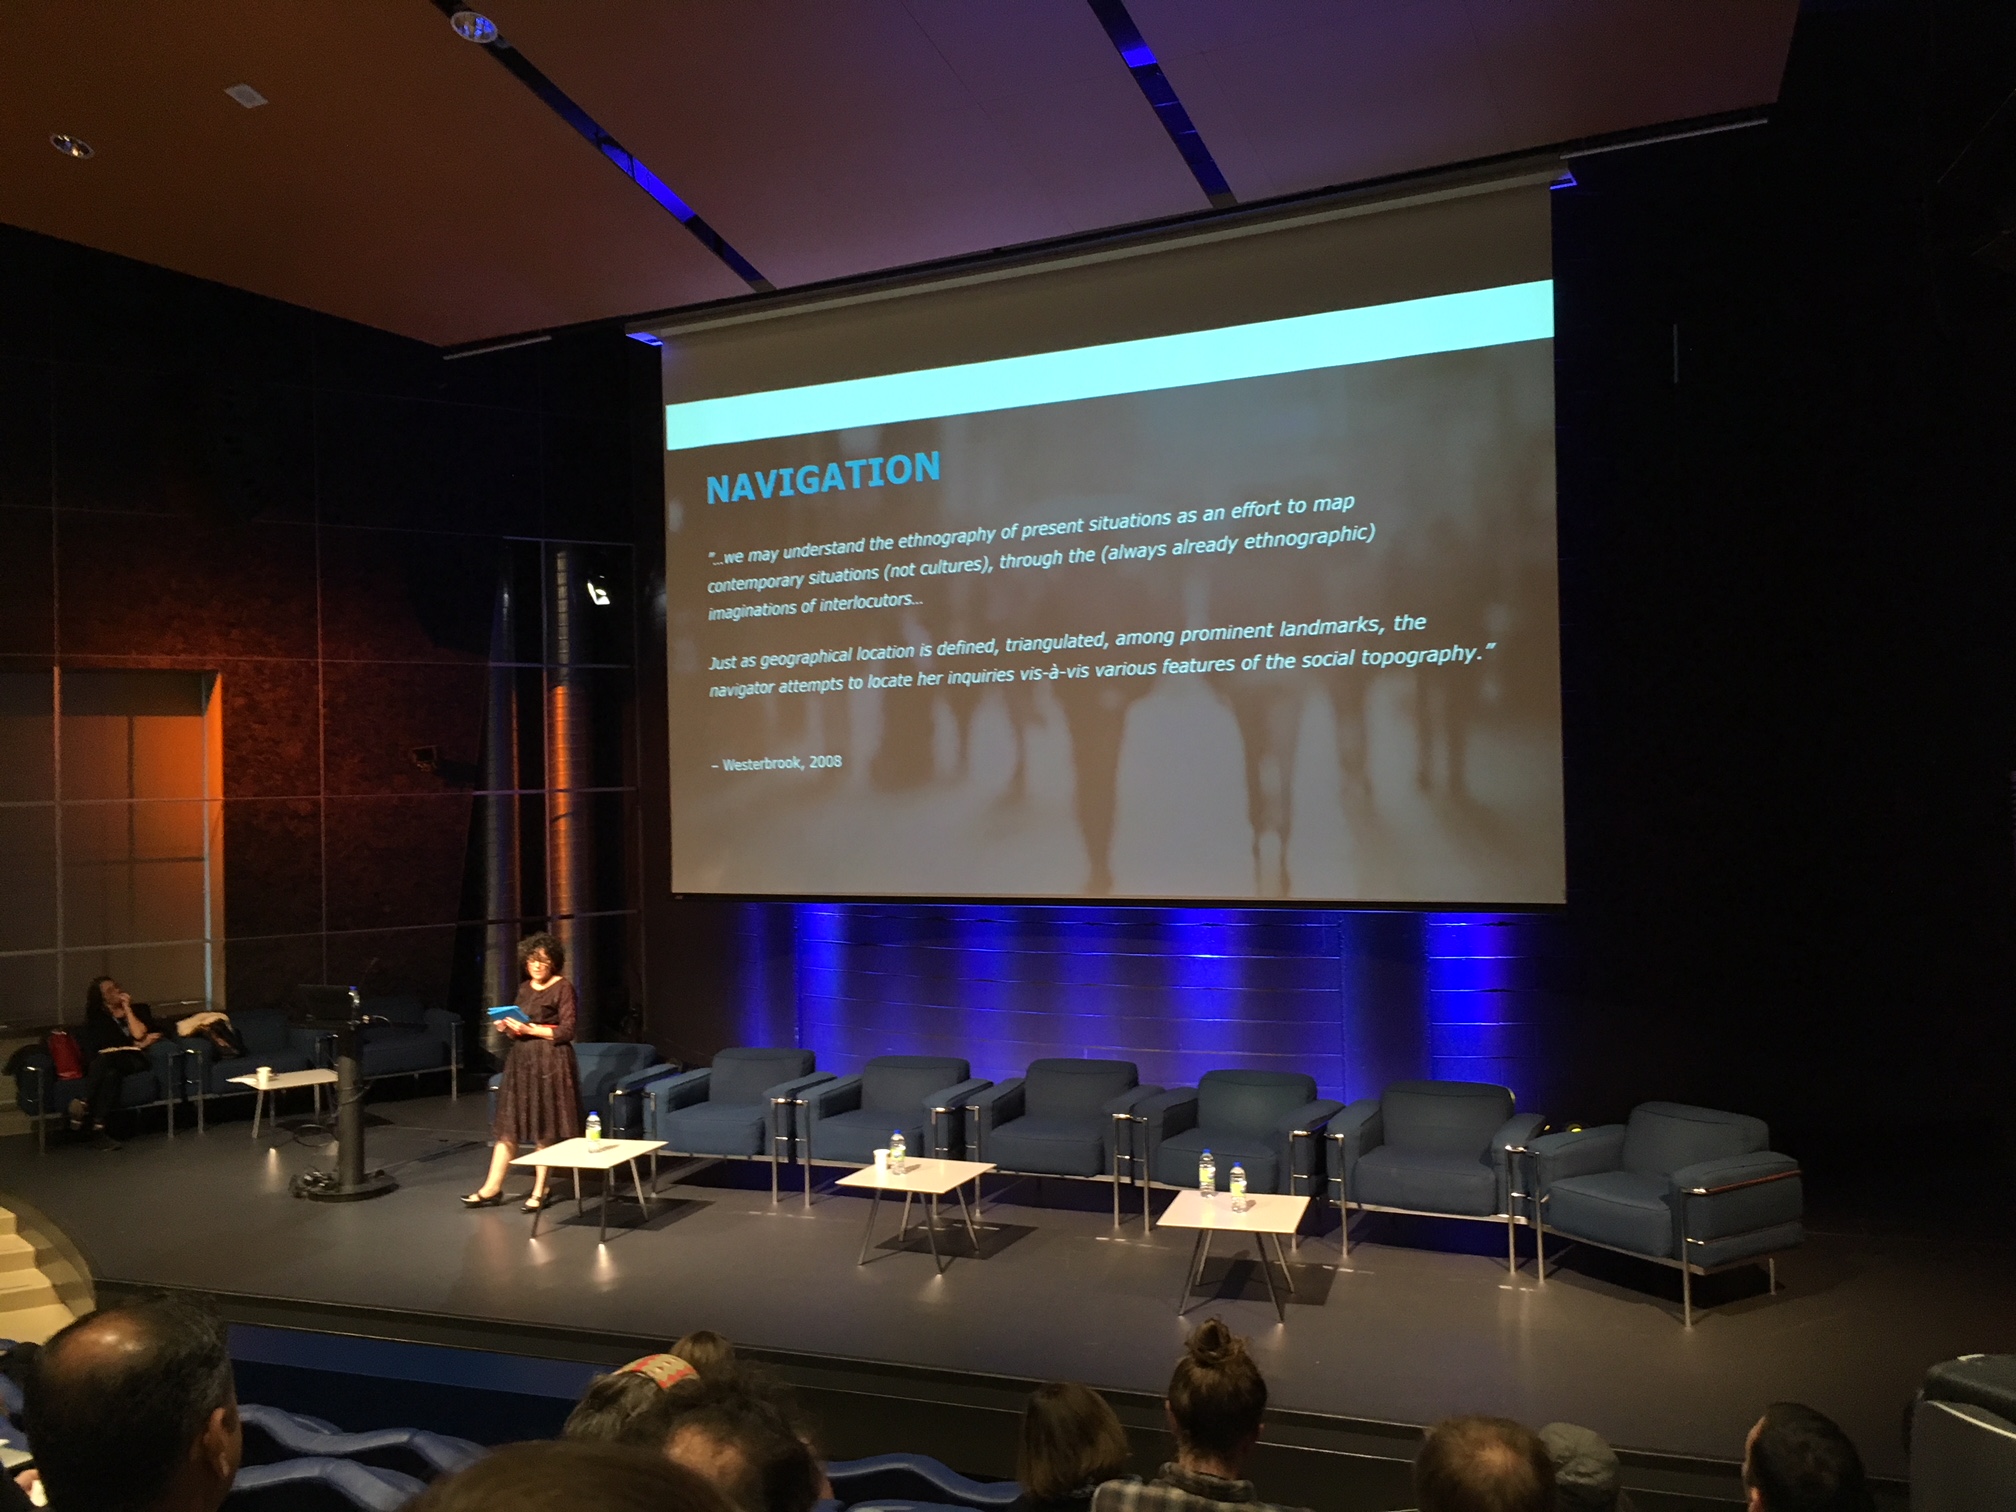 NAVIGATION
"…we may understand the ethnography of present situations as an effort to map
contemporary situations (not cultures), through the (always already ethnographic)
imaginations of interlocutors…
Just as geographical location is defined, triangulated, among prominent landmarks, the
navigator attempts to locate her inquiries vis-à-vis various features of the social topography."
– Westerbrook, 2008